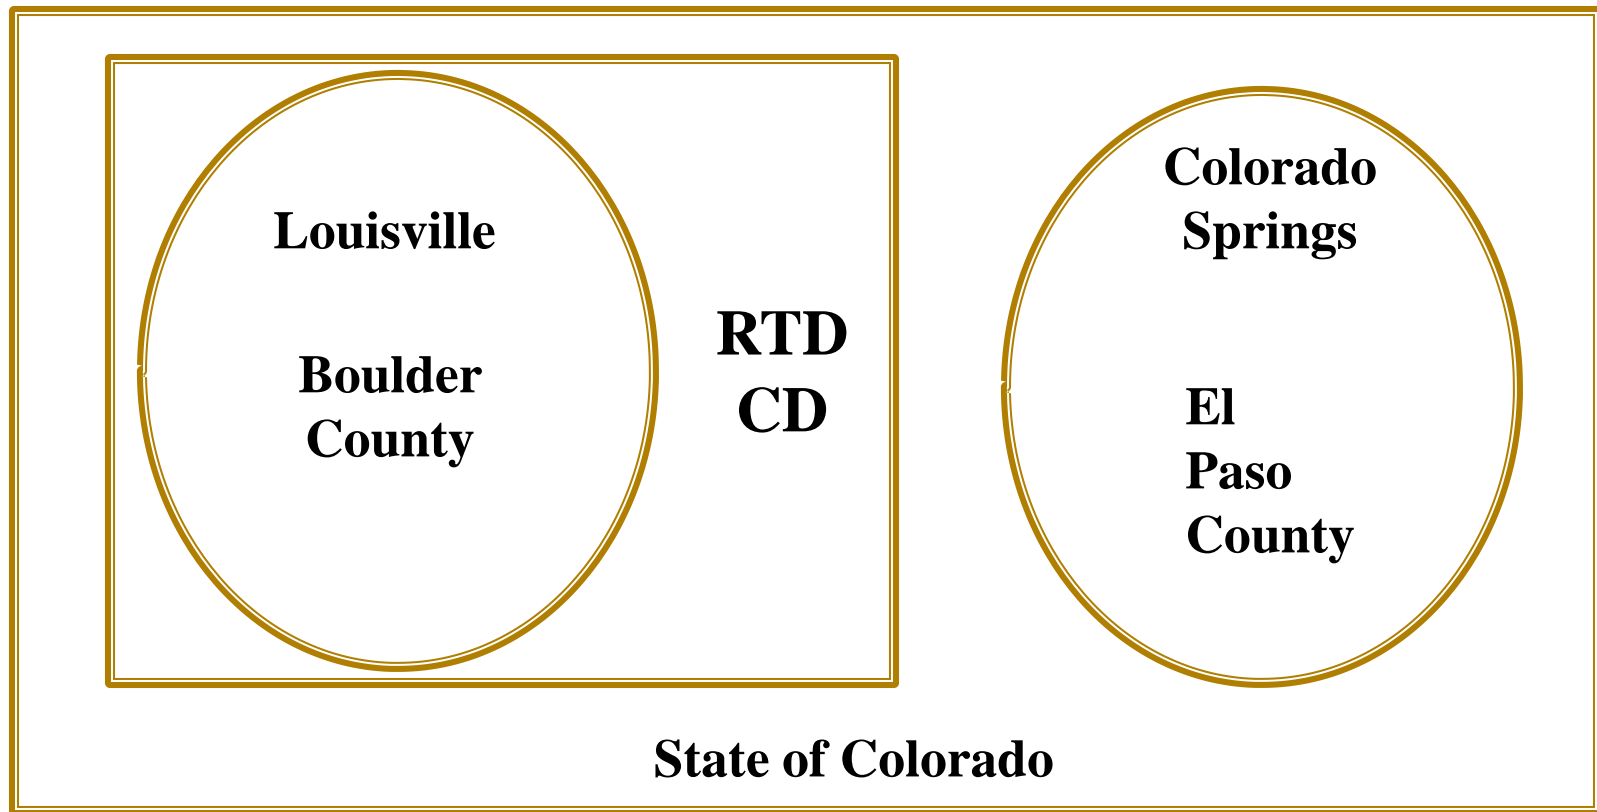 Louisville
Boulder
County
RTD
CD
Colorado
Springs
El
Paso
County
State of Colorado